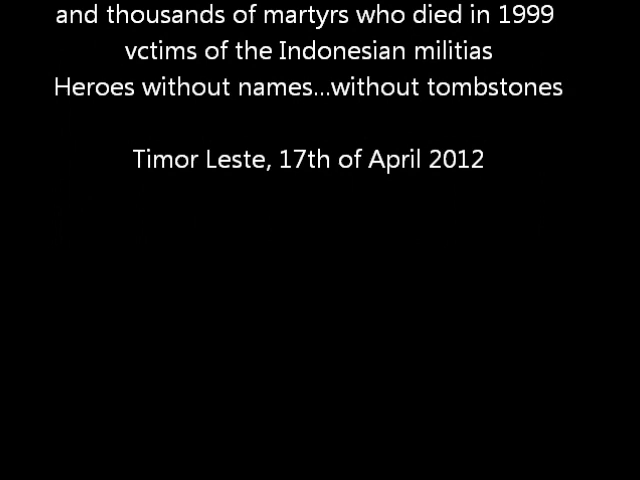 and thousands of martyrs who died in 1999
vctims of the Indonesian militias
Heroes without names...without tombstones
Timor Leste, 17th of April 2012